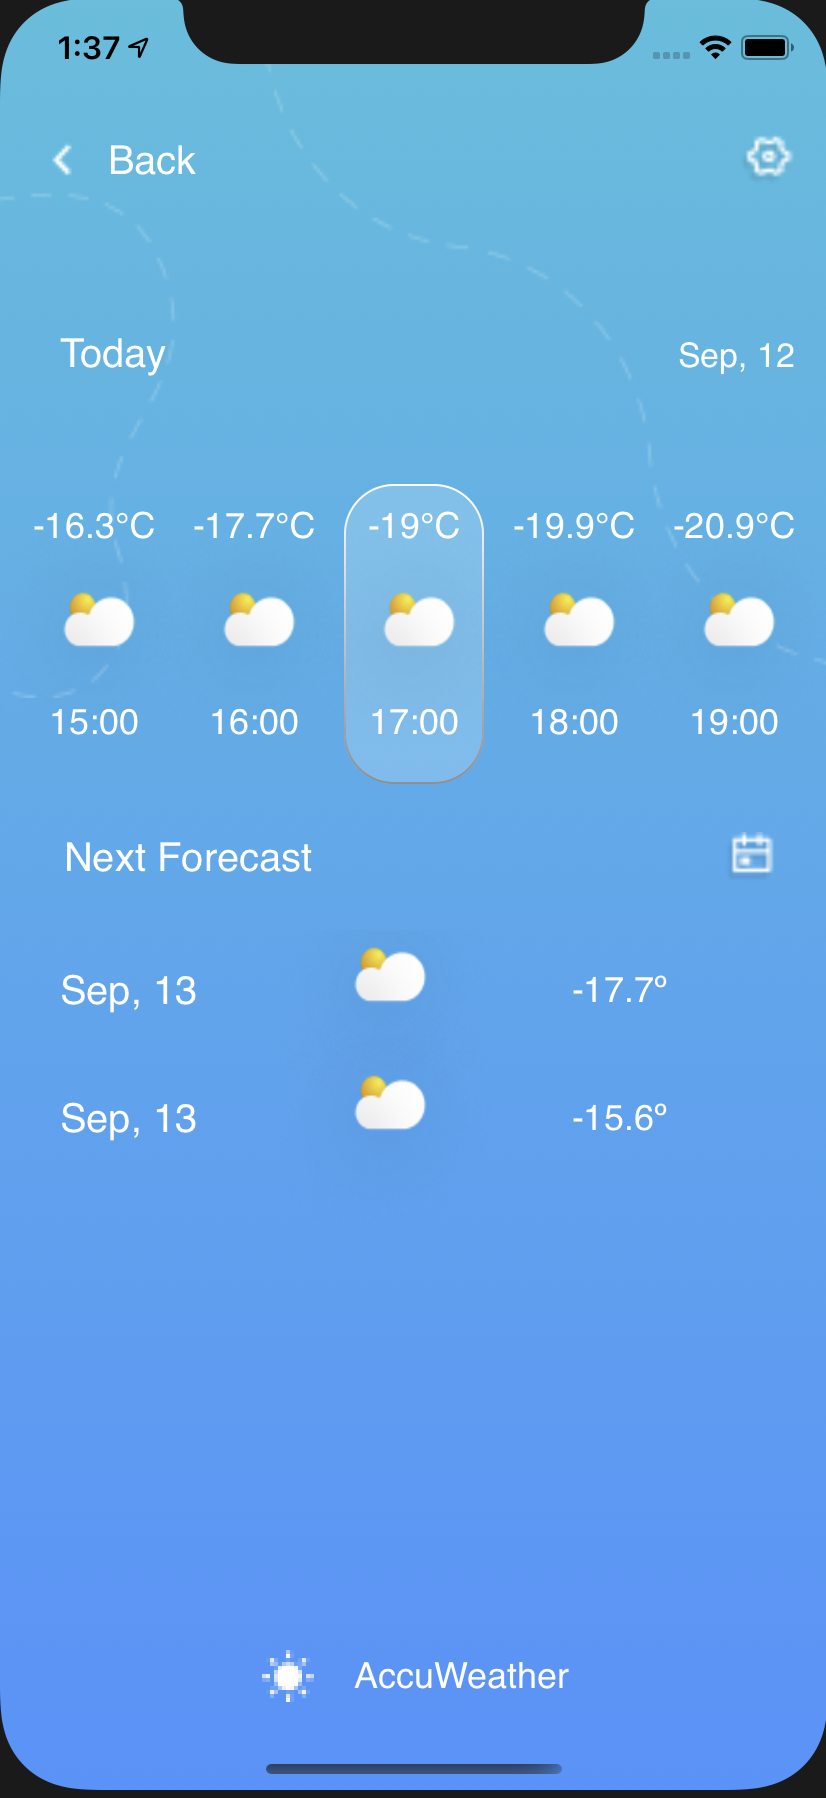 1:37
Back
Today Sep, 12
-16.3°C -17.7°C -19°C -19.9°C -20.9°C
15:00 16:00 17:00 18:00 19:00
Next Forecast
Sep, 13 -17.7º
Sep, 13 -15.6º
AccuWeather